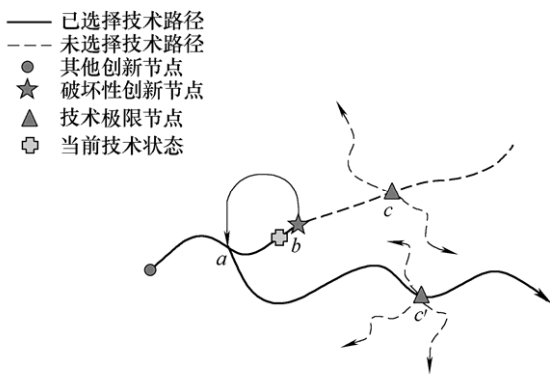 已选择技术路径
未选择技术路径
其他创新节点
破坏性创新节点
技术极限节点
当前技术状态
c
a
b
c'